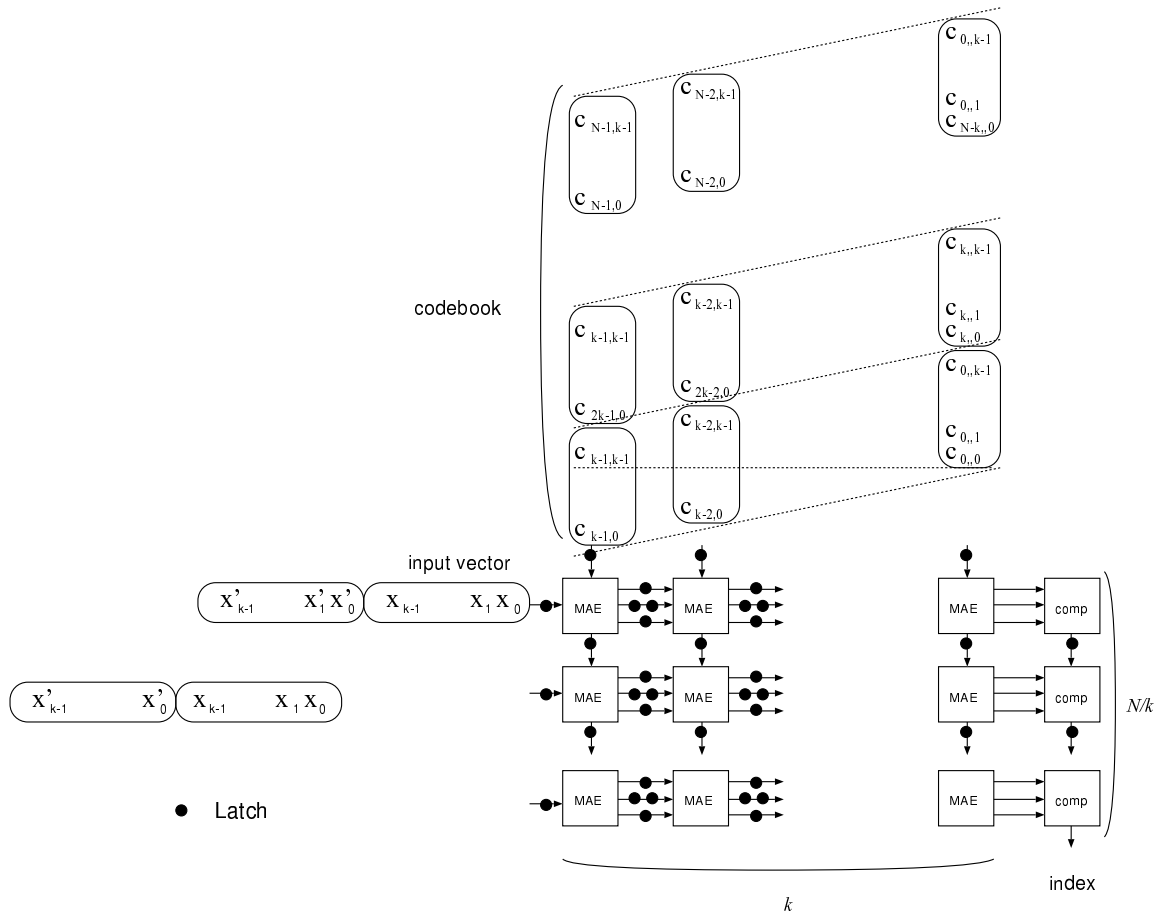 c 0,,k-1
c N-2,k-1
c N-1,k-1
c 0,,1
c N-k,,0
c N-2,0
c N-1,0
c k,,k-1
c k-2,k-1
codebook
c k,,1
c k-1,k-1
c k,,0
c 0,,k-1
c 2k-2,0
c 2k-1,0
c k-2,k-1
c 0,,1
c k-1,k-1
c 0,,0
c k-2,0
c k-1,0
input vector
x'k-1 x'1 x'0 xk-1 x1 x0
MAE MAE MAE comp
x'k-1 x'0 xk-1 x1 x0
MAE MAE MAE comp
N/k
MAE MAE MAE comp
Latch
index
k